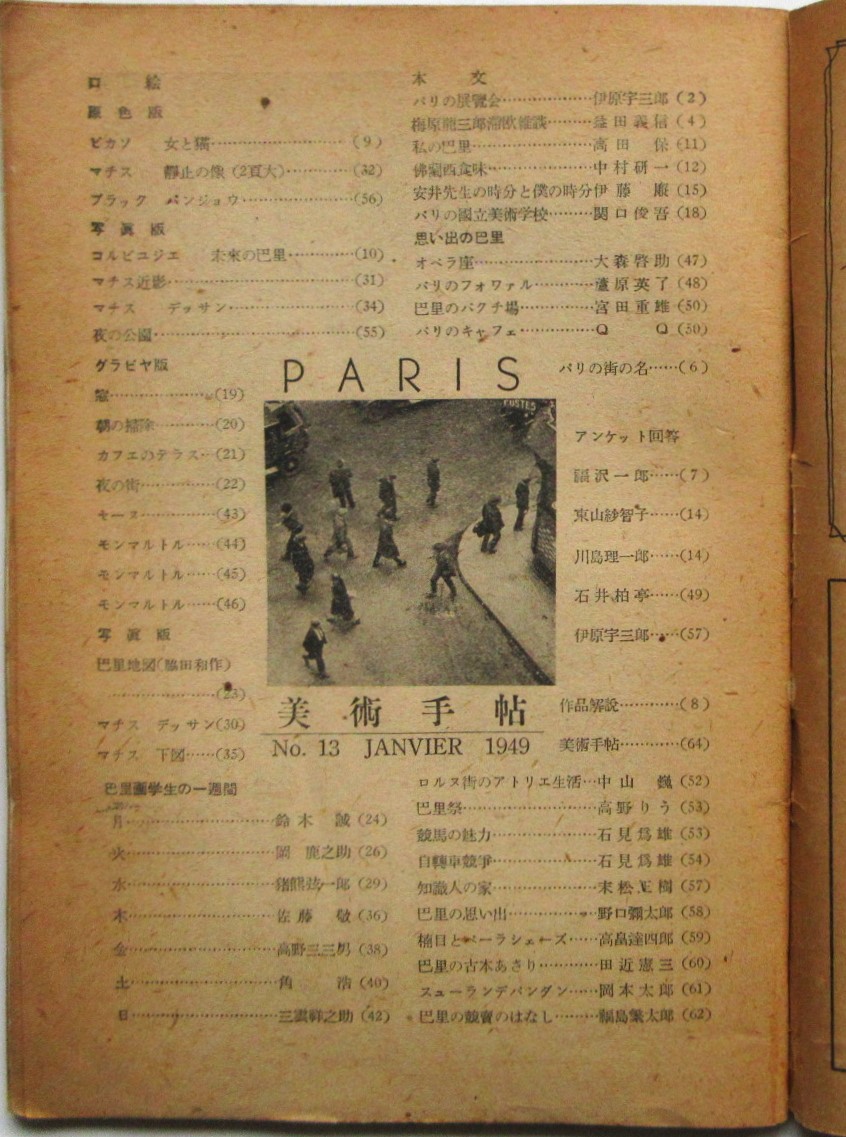 口　絵
原色版
ピカソ　女と猫………………………(9)
マチス　靜止の像(2頁大)…………(32)
ブラック　バンジョウ………………(56)
写眞版
コルビユジエ　未來の巴里…………(10)
マチス近影……………………………(31)
マチス　デッサン……………………(34)
夜の公園………………………………(55)
グラビヤ版
窓………………(19)
朝の掃除………(20)
カフェのテラス…(21)
夜の街…………(22)
セーヌ…………(43)
モンマルトル……(44)
モンマルトル……(45)
モンマルトル……(46)
写眞版
巴里地図(脇田和作)
………………(23)
マチス　デッサン(30)
マチス　下図……(35)
本　文
パリの展覽会………………伊原宇三郎(2)
梅原龍三郎滯欧雑談………益田義信(4)
私の巴里……………………高田　保(11)
佛蘭西食味…………………中村研一(12)
安井先生の時分と僕の時分伊藤　廉(15)
パリの國立美術学校………関口俊吾(18)
思い出の巴里
オペラ座……………………大森啓助(47)
パリのフォワァル…………蘆原英了(48)
巴里のバクチ場……………宮田重雄(50)
パリのキャフェ……………Q　Q(50)
PARIS
パリの街の名……(6)
アンケット回答
福沢一郎……(7)
東山紗智子……(14)
川島理一郎……(14)
石井柏亭……(49)
伊原宇三郎……(57)
作品解説…………(8)
美術手帖…………(64)
美術手帖
No. 13　JANVIER　1949
巴里画学生の一週間
月………………鈴木　誠(24)
火………………岡　鹿之助(26)
水………………猪熊弦一郎(29)
木………………佐藤　敬(36)
金………………高野三三男(38)
土………………角　浩(40)
日………………三雲祥之助(42)
ロルヌ街のアトリエ生活…中山　巍(52)
巴里祭………………………高野りう(53)
競馬の魅力…………………石見爲雄(53)
自轉車競爭…………………石見爲雄(54)
知識人の家…………………末松正樹(57)
巴里の思い出………………野口彌太郎(58)
楠目とペーラシェーズ……高畠達四郎(59)
巴里の古本あさり…………田近憲三(60)
スューランデパンダン……岡本太郎(61)
巴里の競賣のはなし………福島繁太郎(62)